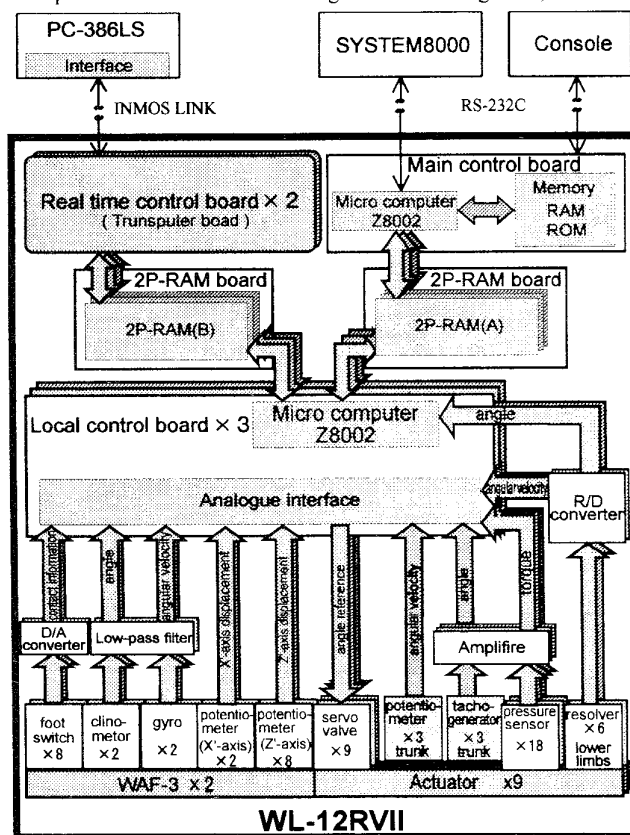 PC-386LS
Interface
SYSTEM8000
Console
INMOS LINK
RS-232C
Real time control board × 2
( Trunsputer boad )
Main control board
Micro computer
Z8002
Memory
RAM
ROM
2P-RAM board
2P-RAM(B)
2P-RAM board
2P-RAM(A)
Local control board × 3
Micro computer
Z8002
angle
Analogue interface
angular velocity
R/D
converter
contact information
angle
angular velocity
X'-axis displacement
Z'-axis displacement
angle reference
angular velocity
angle
torque
D/A
converter
Low-pass filter
Amplifire
foot
switch
×8
clino-
metor
×2
gyro
×2
potentio-
meter
(X'-axis)
×2
potentio-
meter
(Z'-axis)
×8
servo
valve
×9
potentio-
meter
×3
trunk
tacho-
generator
×3
trunk
pressure
sensor
×18
resolver
×6
lower
limbs
WAF-3 ×2
Actuator ×9
WL-12RVII